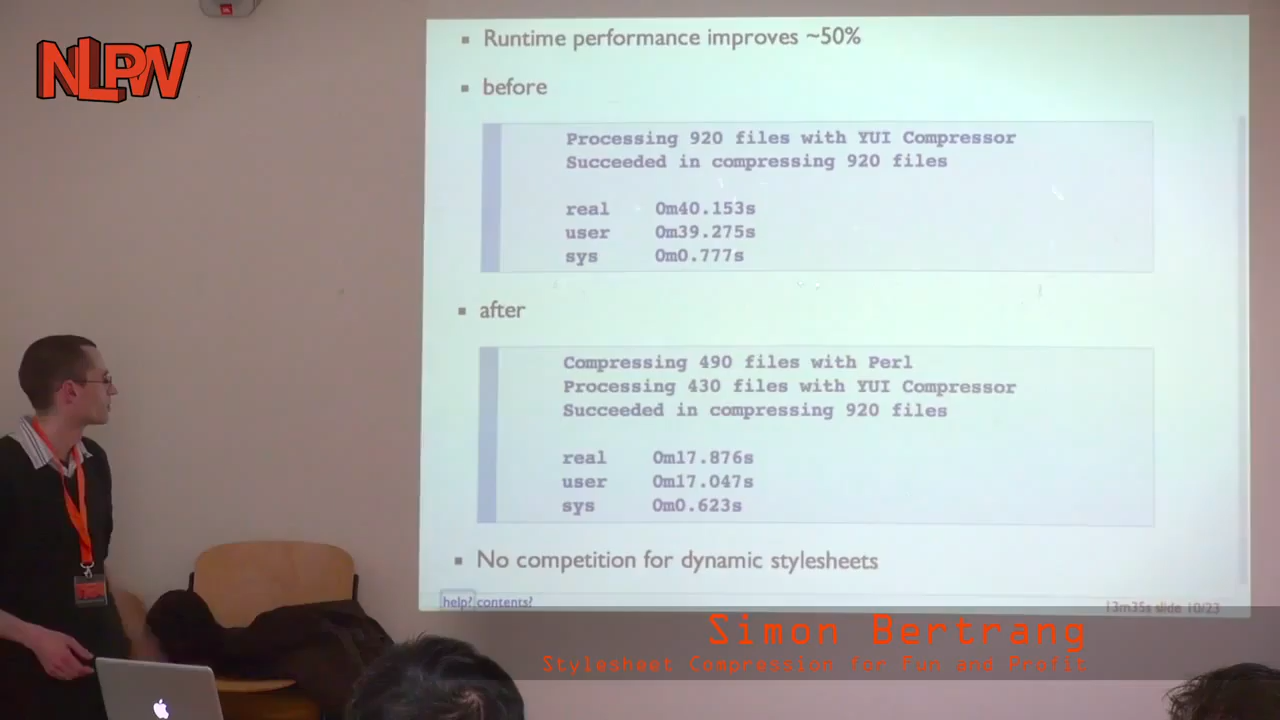 NLPW
Runtime performance improves ~50%
before
Processing 920 files with YUI Compressor
Succeeded in compressing 920 files
real 0m40.153s
user 0m39.275s
sys 0m0.777s
after
Compressing 490 files with Perl
Processing 430 files with YUI Compressor
Succeeded in compressing 920 files
real 0m17.876s
user 0m17.047s
sys 0m0.623s
No competition for dynamic stylesheets
help? contents?
13m35s slide 10/23
Simon Bertrang
Stylesheet Compression for Fun and Profit